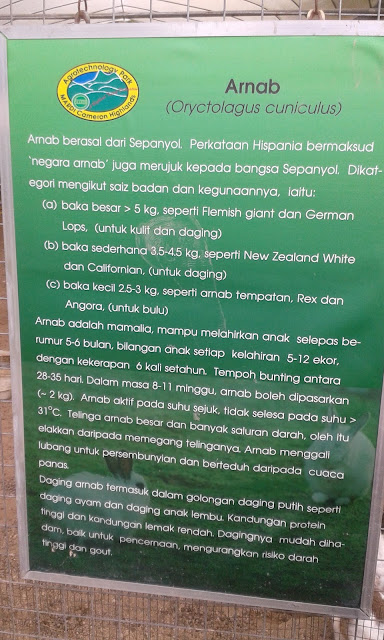 Agrotechnology Park
MARDI Cameron Highlands
Arnab
(Oryctolagus cuniculus)
Arnab berasal dari Sepanyol. Perkataan Hispania bermaksud
'negara arnab' juga merujuk kepada bangsa Sepanyol. Dikat-
egori mengikut saiz badan dan kegunaannya, iaitu:
(a) baka besar > 5 kg, seperti Flemish giant dan German
Lops, (untuk kulit dan daging)
(b) baka sederhana 3.5-4.5 kg, seperti New Zealand White
dan Californian, (untuk daging)
(c) baka kecil 2.5-3 kg, seperti arnab tempatan, Rex dan
Angora, (untuk bulu)
Arnab adalah mamalia, mampu melahirkan anak selepas be-
rumur 5-6 bulan, bilangan anak setiap kelahiran 5-12 ekor,
dengan kekerapan 6 kali setahun. Tempoh bunting antara
28-35 hari. Dalam masa 8-11 minggu, arnab boleh dipasarkan
(~ 2 kg). Arnab aktif pada suhu sejuk, tidak selesa pada suhu >
31°C. Telinga arnab besar dan banyak saluran darah, oleh itu
elakkan daripada memegang telinganya. Arnab menggali
lubang untuk persembunyian dan berteduh daripada cuaca
panas.
Daging arnab termasuk dalam golongan daging putih seperti
daging ayam dan daging anak lembu. Kandungan protein
tinggi dan kandungan lemak rendah. Dagingnya mudah diha-
dam, baik untuk pencernaan, mengurangkan risiko darah
tinggi dan gout.